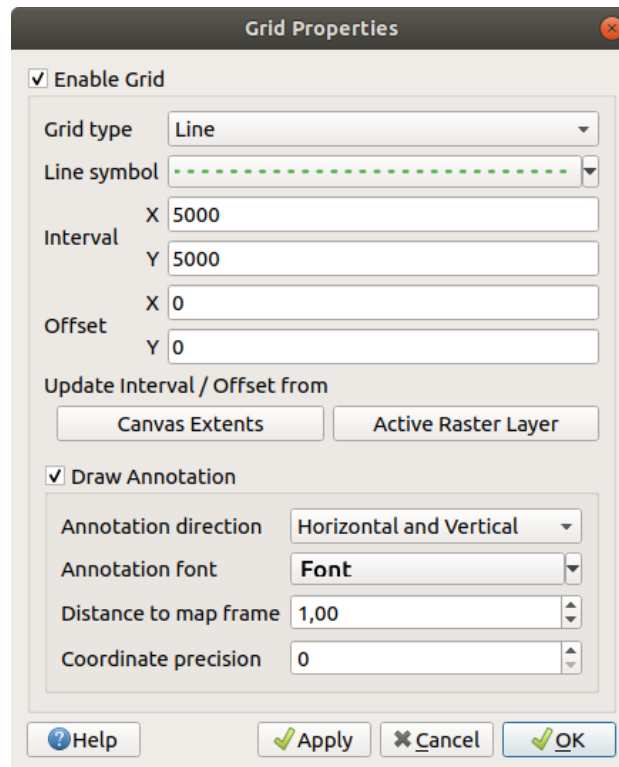 Grid Properties
Enable Grid
Grid type Line
Line symbol
X 5000
Interval
Y 5000
X 0
Offset
Y 0
Update Interval / Offset from
Canvas Extents Active Raster Layer
Draw Annotation
Annotation direction Horizontal and Vertical
Annotation font Font
Distance to map frame 1,00
Coordinate precision 0
Help Apply Cancel OK